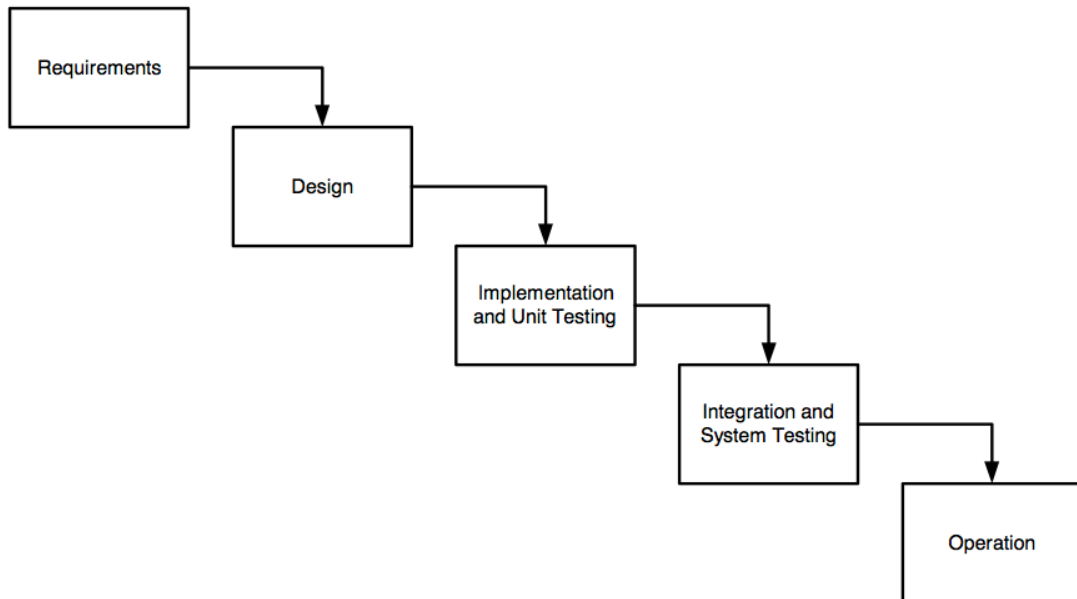 Requirements
Design
Implementation
and Unit Testing
Integration and
System Testing
Operation